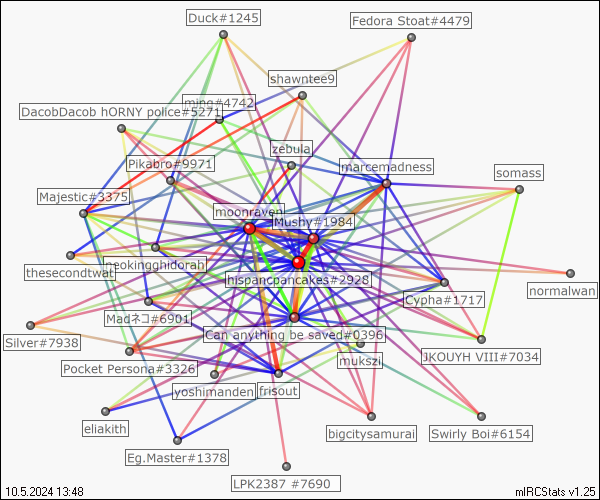 Duck#1245
Fedora Stoat#4479
shawntee9
ming#4742
DacobDacob hORNY police#5271
zebula
Pikabro#9971
marcemadness
somass
Majestic#3375
moonraven
Mushy#1984
thesecondtwat
hispancpancakes#2928
Cypha#1717
normalwan
Madネコ#6901
Silver#7938
Can anything be saved#0396
JKOUYH VIII#7034
mukszi
Pocket Persona#3326
yoshimanden
frisout
eliakith
bigcitysamurai
Swirly Boi#6154
Eg.Master#1378
LPK2387 #7690
10.5.2024 13:48
mIRCStats v1.25